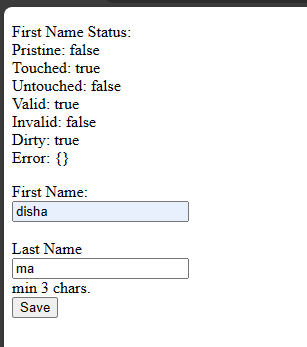 First Name Status:
Pristine: false
Touched: true
Untouched: false
Valid: true
Invalid: false
Dirty: true
Error: {}
First Name:
disha
Last Name
ma
min 3 chars.
Save